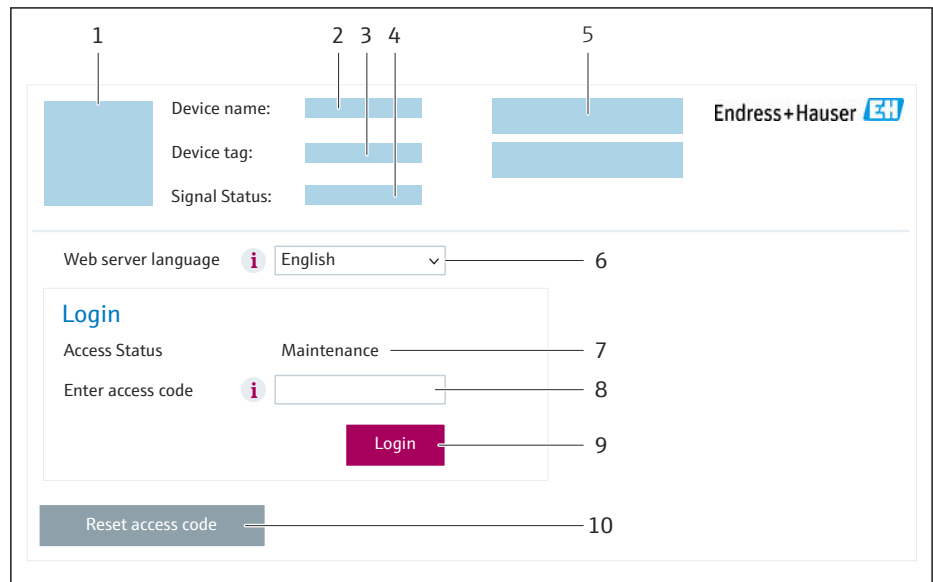 1 2 3 4 5
Device name:
Endress+Hauser EH
Device tag:
Signal Status:
Web server language i English 6
Login
Access Status Maintenance 7
Enter access code i 8
Login 9
Reset access code 10